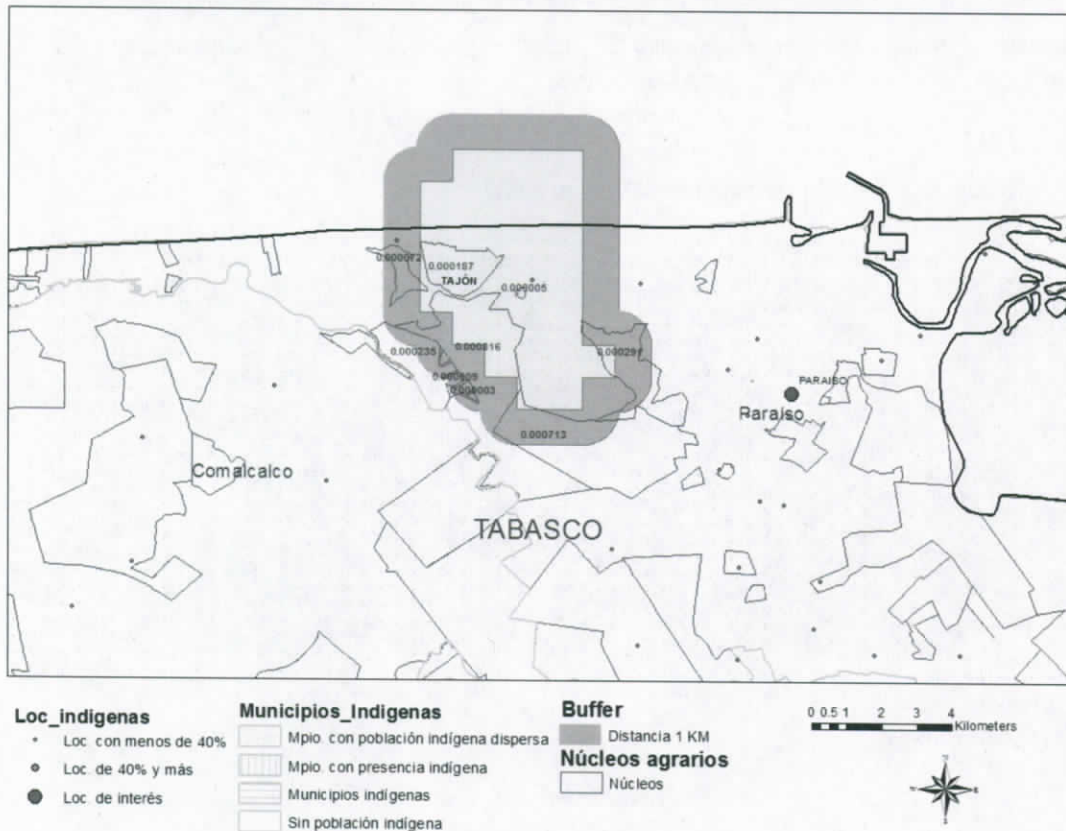 0.000072
0.000187
TAJÓN
0.000005
0.000816
0.000291
0.000235
0.000003
0.000713
PARAISO
Paraíso
Comalcalco
TABASCO
Loc_indigenas
Loc. con menos de 40%
Loc. de 40% y más
Loc. de interés
Municipios_Indigenas
Mpio. con población indígena dispersa
Mpio. con presencia indígena
Municipios indígenas
Sin población indígena
Buffer
Distancia 1 KM
Núcleos agrarios
Núcleos
0 0.5 1 2 3 4
Kilometers